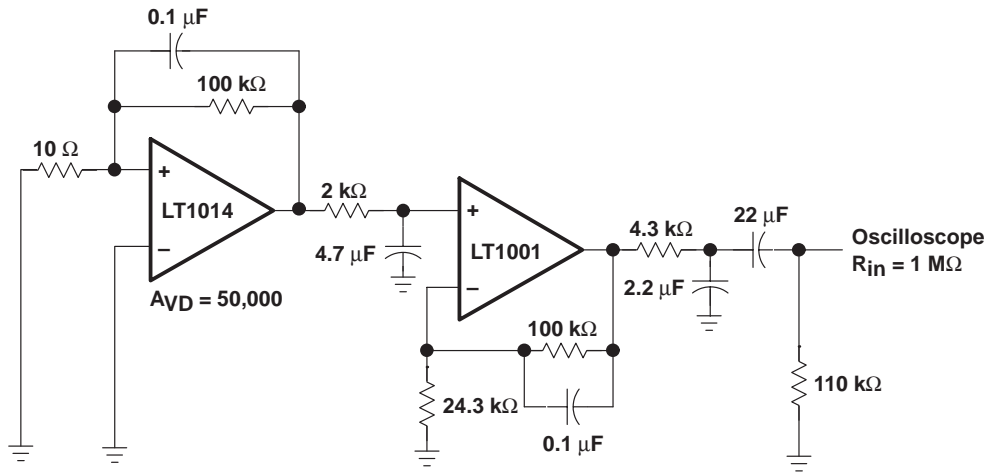 0.1 µF
100 kΩ
10 Ω
+
LT1014
−
AVD = 50,000
2 kΩ
4.7 µF
+
LT1001
−
4.3 kΩ
22 µF
2.2 µF
Oscilloscope
Rin = 1 MΩ
100 kΩ
24.3 kΩ
0.1 µF
110 kΩ